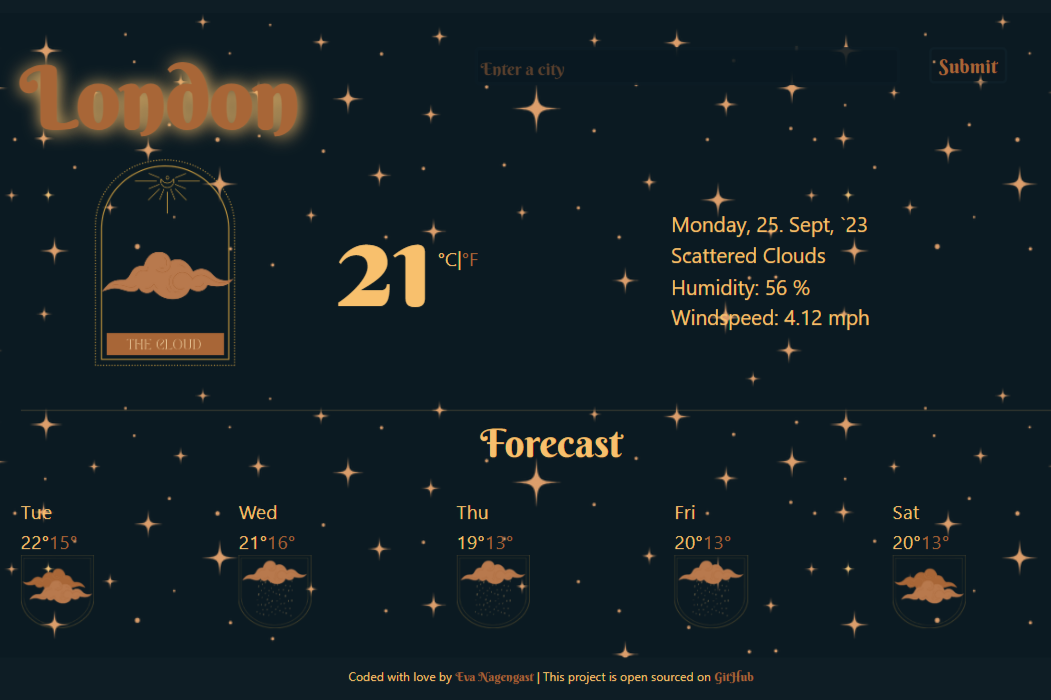 London
Enter a city
Submit
THE CLOUD
21 °C|°F
Monday, 25. Sept, `23
Scattered Clouds
Humidity: 56 %
Windspeed: 4.12 mph
Forecast
Tue Wed Thu Fri Sat
22°15° 21°16° 19°13° 20°13° 20°13°
Coded with love by Eva Nagengast | This project is open sourced on GitHub